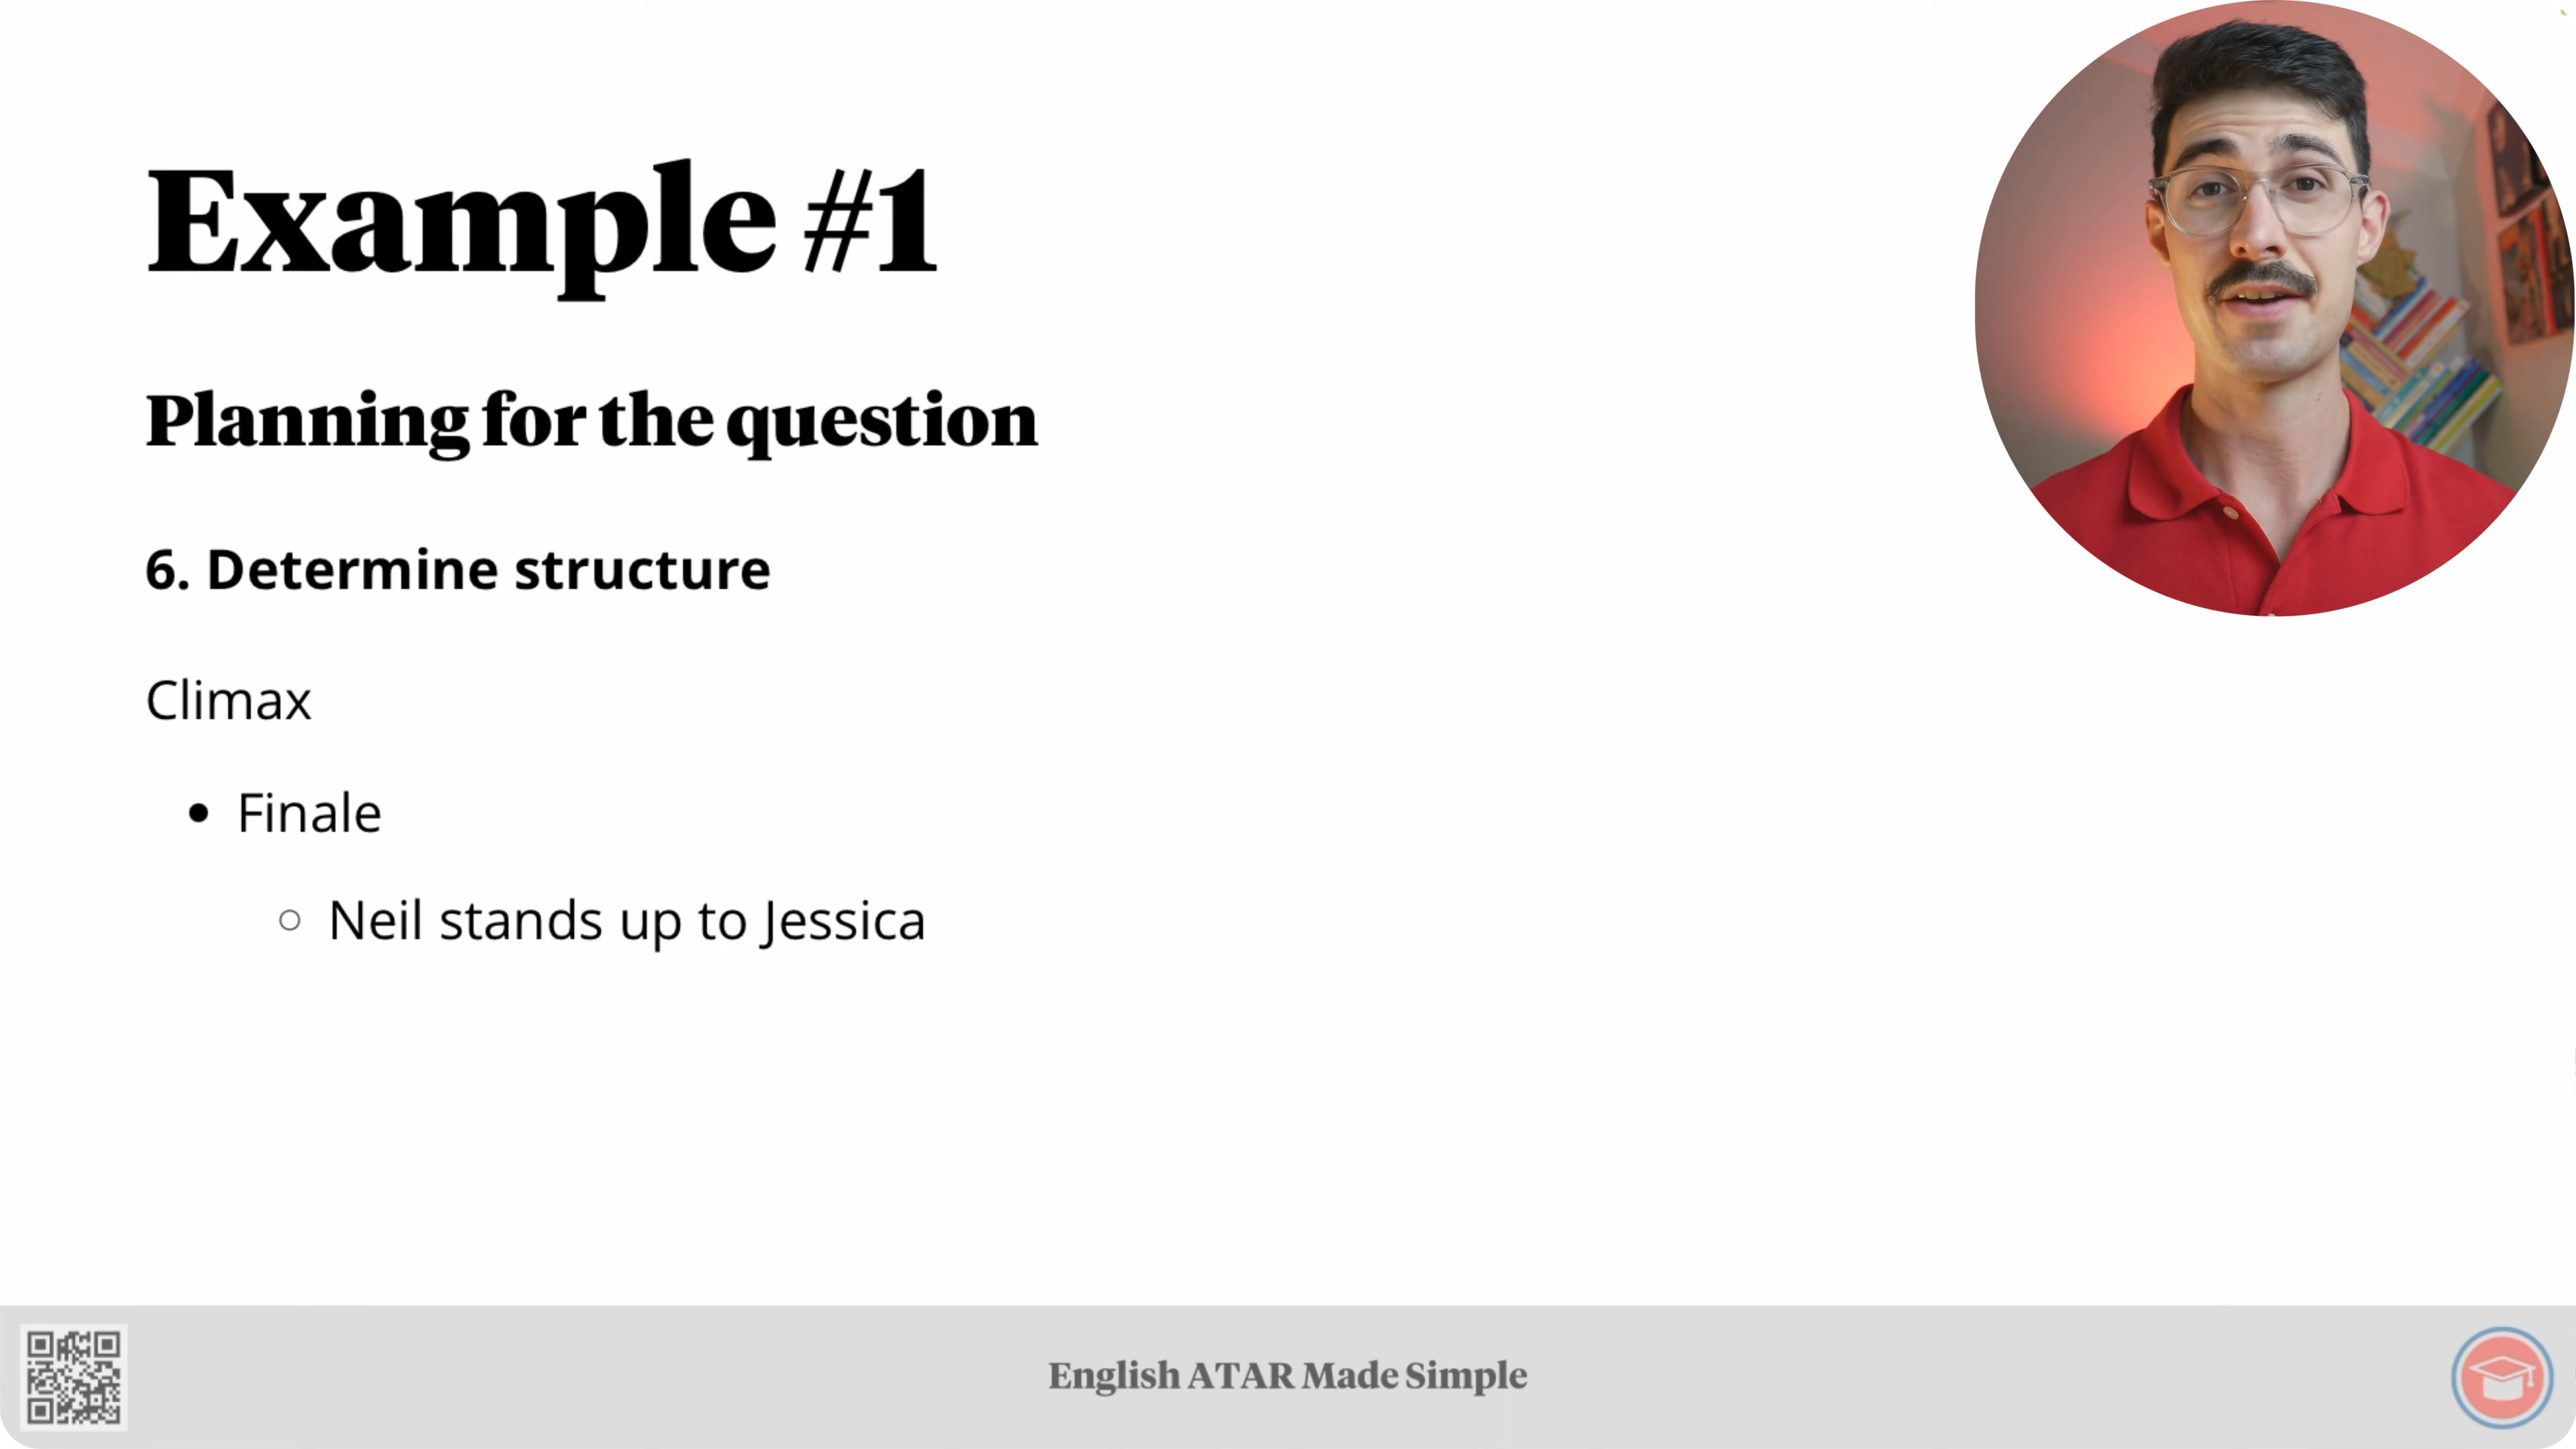 Example #1
Planning for the question
6. Determine structure
Climax
Finale
Neil stands up to Jessica
English ATAR Made Simple